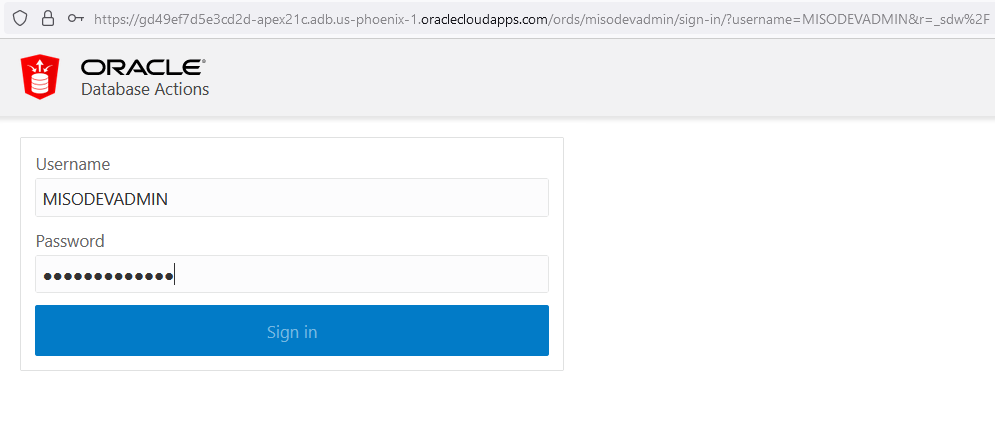 https://gd49ef7d5e3cd2d-apex21c.adb.us-phoenix-1.oraclecloudapps.com/ords/misodevadmin/sign-in/?username=MISODEVADMIN&r=_sdw%2F
ORACLE
Database Actions
Username
MISODEVADMIN
Password
●●●●●●●●●●●●●
Sign in